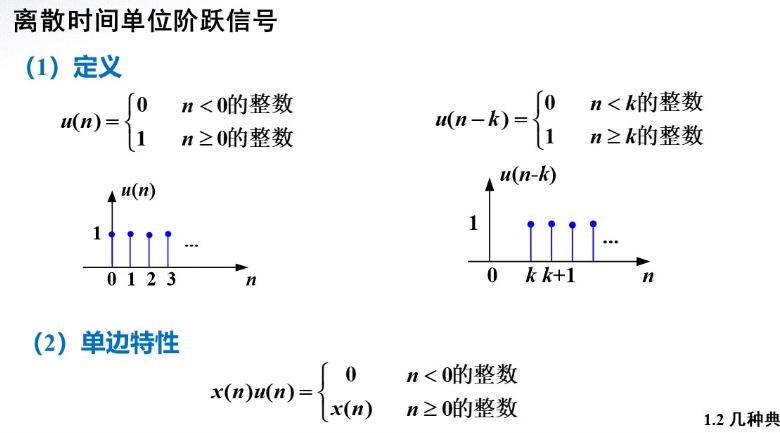 离散时间单位阶跃信号
（1）定义
u(n) = { 0 n < 0的整数
1 n ≥ 0的整数
u(n − k) = { 0 n < k的整数
1 n ≥ k的整数
u(n)
1
...
0 1 2 3 n
u(n-k)
1
...
0 k k+1 n
（2）单边特性
x(n)u(n) = { 0 n < 0的整数
x(n) n ≥ 0的整数
1.2 几种典